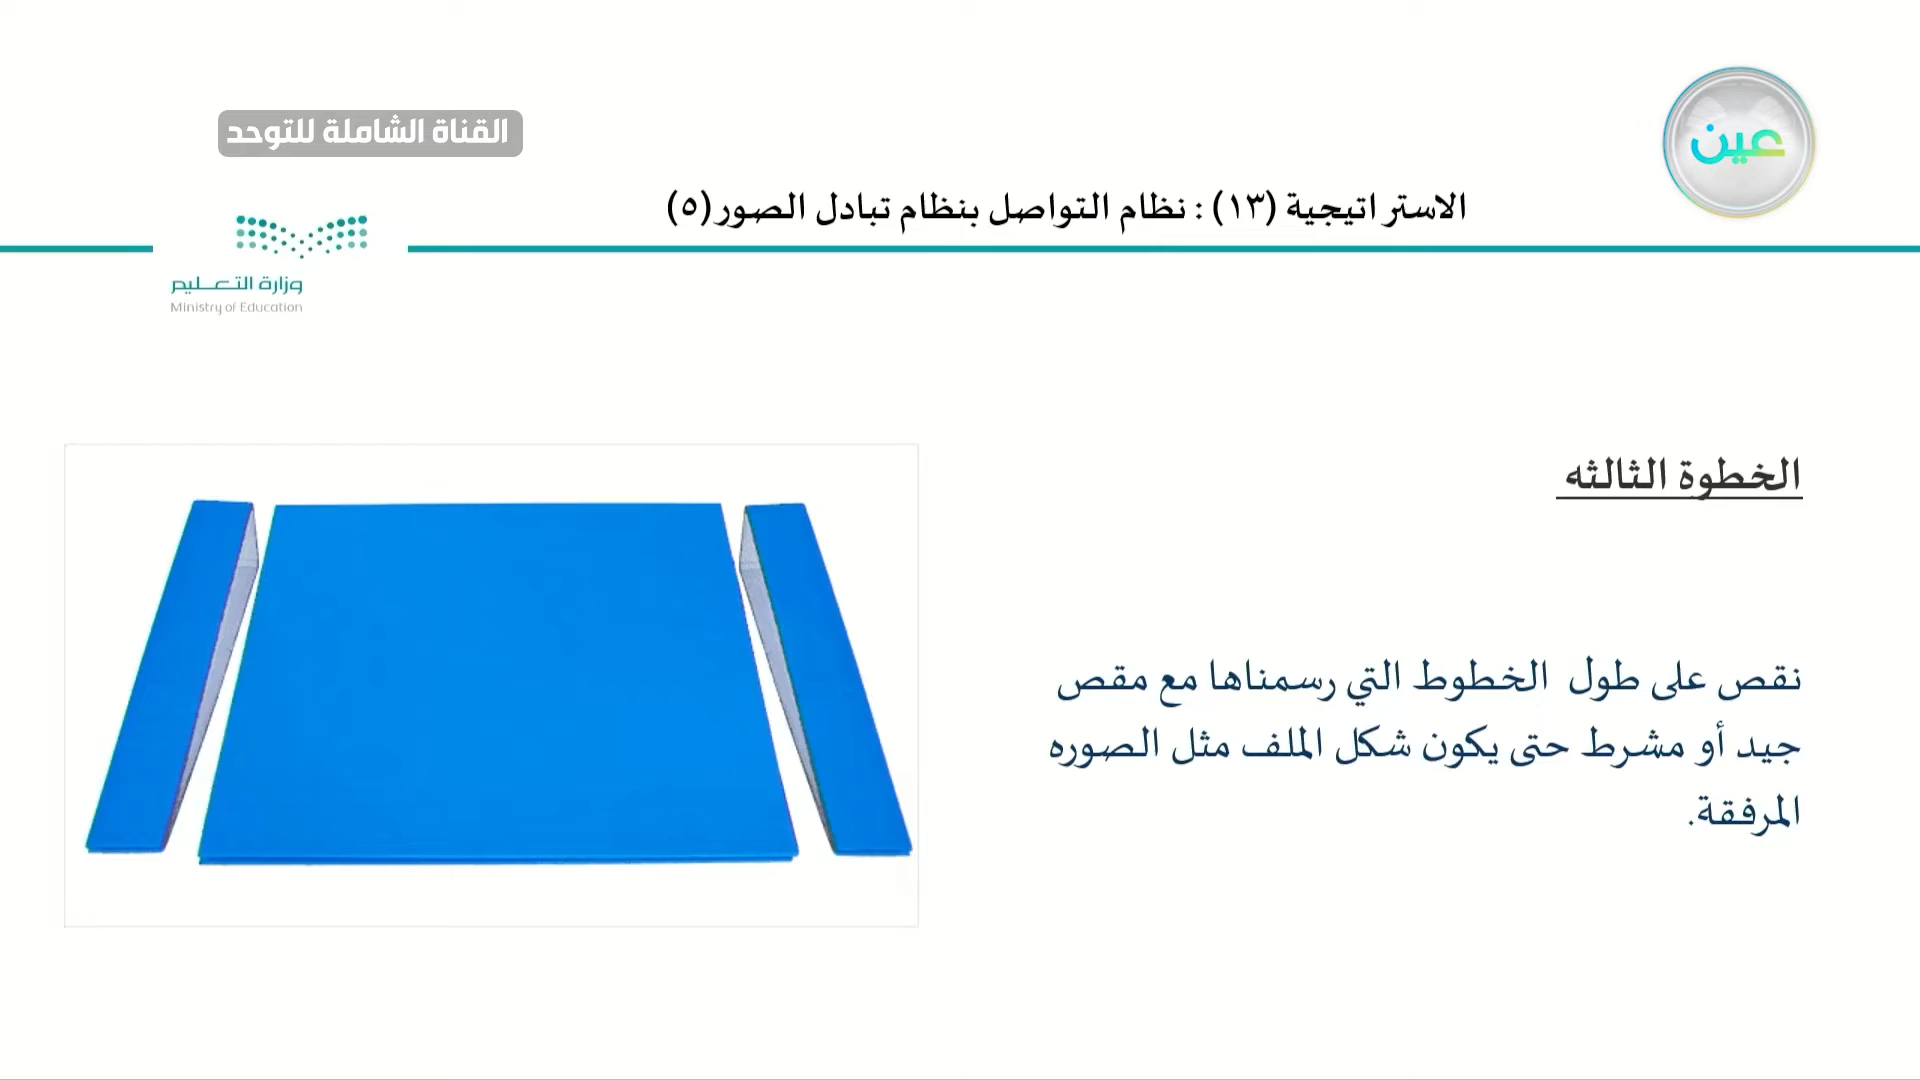 القناة الشاملة للتوحد
عين
الاستراتيجية (١٣) : نظام التواصل بنظام تبادل الصور(٥)
وزارة التعليم
Ministry of Education
الخطوة الثالثه
نقص على طول الخطوط التي رسمناها مع مقص
جيد أو مشرط حتى يكون شكل الملف مثل الصوره
المرفقة.